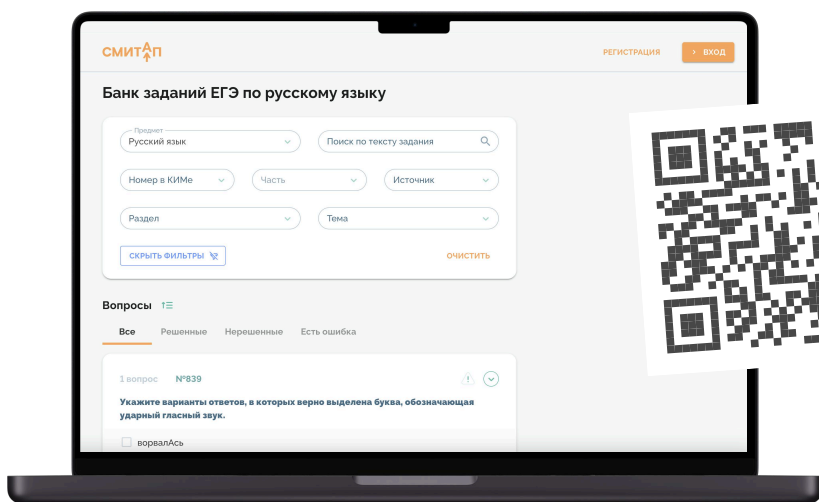 СМИТАП
РЕГИСТРАЦИЯ
ВХОД
Банк заданий ЕГЭ по русскому языку
Предмет
Русский язык
Поиск по тексту задания
Номер в КИМе
Часть
Источник
Раздел
Тема
СКРЫТЬ ФИЛЬТРЫ
ОЧИСТИТЬ
Вопросы
Все Решенные Нерешенные Есть ошибка
1 вопрос №839
Укажите варианты ответов, в которых верно выделена буква, обозначающая
ударный гласный звук.
ворвалАсь